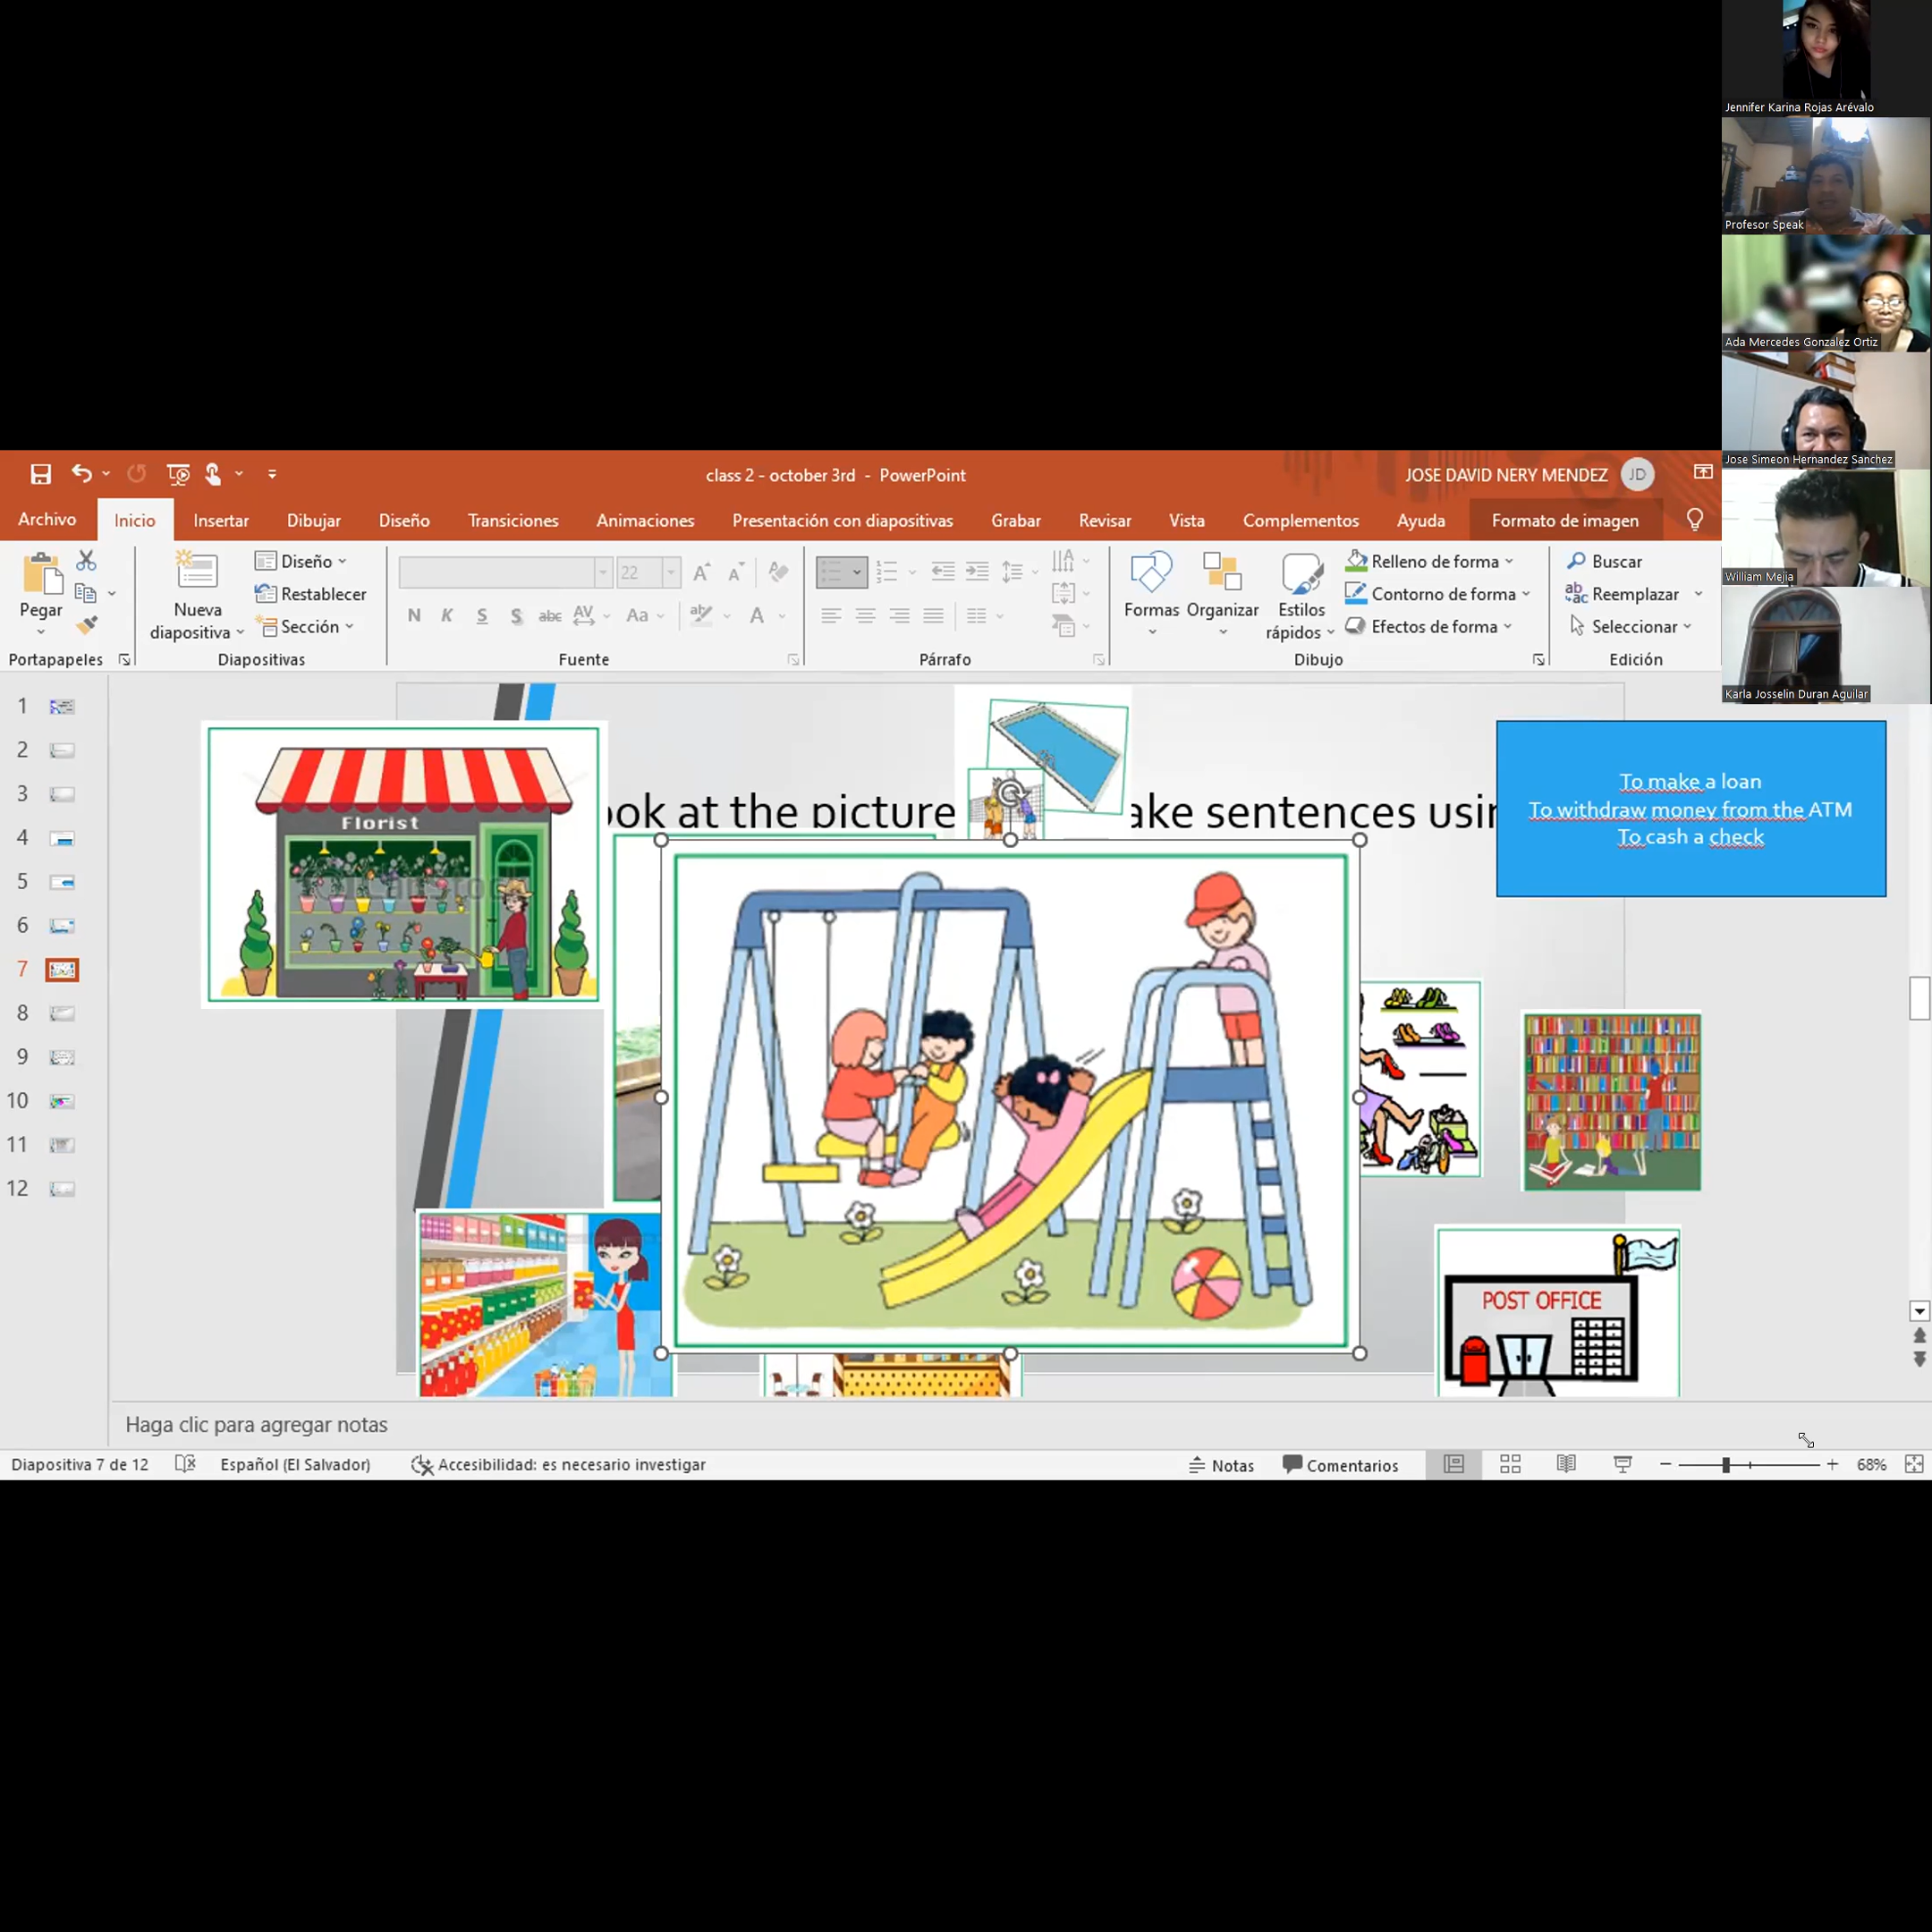 Jennifer Karina Rojas Arévalo
Profesor Speak
Ada Mercedes Gonzalez Ortiz
Jose Simeon Hernandez Sanchez
William Mejia
Karla Josselin Duran Aguilar
class 2 - october 3rd - PowerPoint
JOSE DAVID NERY MENDEZ
JD
Archivo
Inicio
Insertar
Dibujar
Diseño
Transiciones
Animaciones
Presentación con diapositivas
Grabar
Revisar
Vista
Complementos
Ayuda
Formato de imagen
Pegar
Portapapeles
Nueva
diapositiva
Diseño
Restablecer
Sección
Diapositivas
22
N K S S abc AV Aa A
Fuente
Párrafo
Formas
Organizar
Estilos
rápidos
Relleno de forma
Contorno de forma
Efectos de forma
Dibujo
Buscar
Reemplazar
Seleccionar
Edición
1
2
3
4
5
6
7
8
9
10
11
12
ook at the picture ake sentences usin
To make a loan
To withdraw money from the ATM
To cash a check
Florist
POST OFFICE
Haga clic para agregar notas
Diapositiva 7 de 12
Español (El Salvador)
Accesibilidad: es necesario investigar
Notas
Comentarios
68%